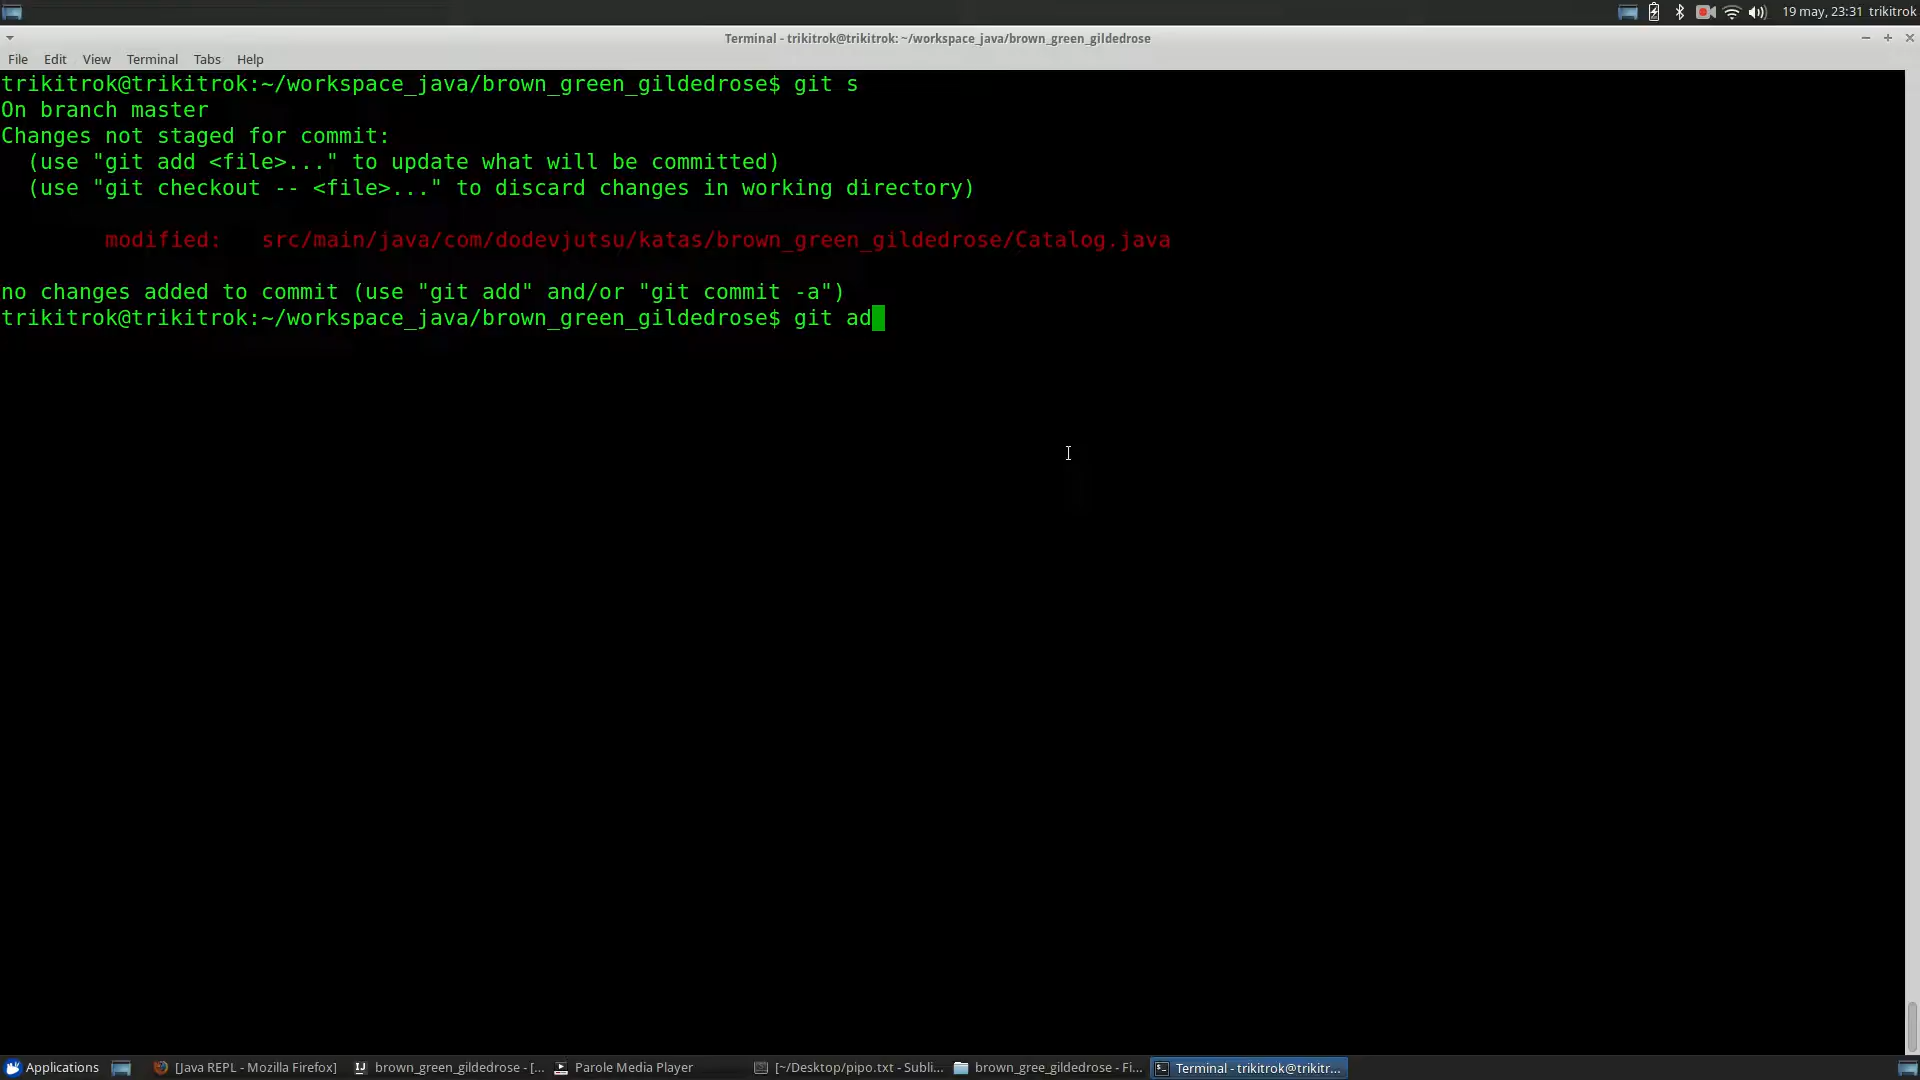 19 may, 23:31 trikitrok
Terminal - trikitrok@trikitrok: ~/workspace_java/brown_green_gildedrose
File Edit View Terminal Tabs Help
trikitrok@trikitrok:~/workspace_java/brown_green_gildedrose$ git s
On branch master
Changes not staged for commit:
  (use "git add <file>..." to update what will be committed)
  (use "git checkout -- <file>..." to discard changes in working directory)
        modified:   src/main/java/com/dodevjutsu/katas/brown_green_gildedrose/Catalog.java
no changes added to commit (use "git add" and/or "git commit -a")
trikitrok@trikitrok:~/workspace_java/brown_green_gildedrose$ git ad
Applications [Java REPL - Mozilla Firefox] brown_green_gildedrose - [... Parole Media Player [~/Desktop/pipo.txt - Subli... brown_gree_gildedrose - Fi... Terminal - trikitrok@trikitr...